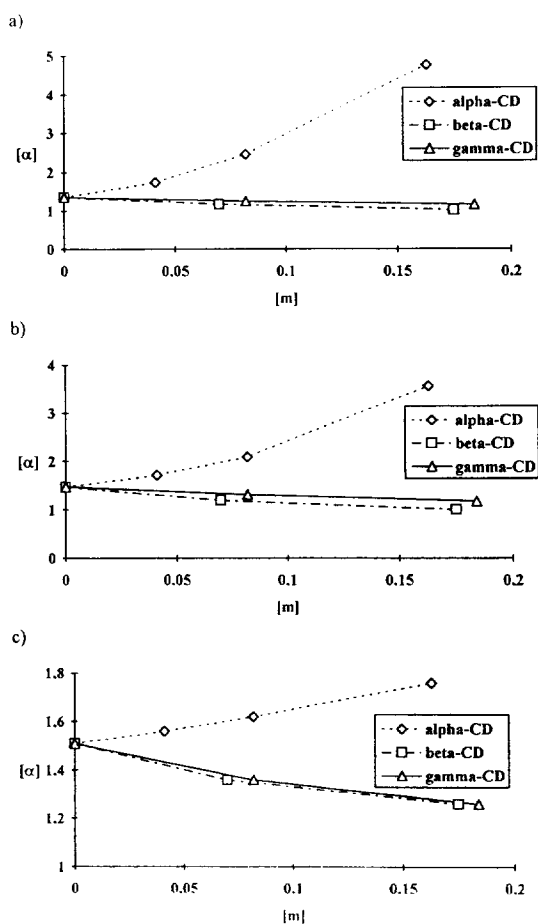 a)
5
4
3
2
1
0
[α]
0 0.05 0.1 0.15 0.2
[m]
alpha-CD
beta-CD
gamma-CD
b)
4
3
2
1
0
[α]
0 0.05 0.1 0.15 0.2
[m]
alpha-CD
beta-CD
gamma-CD
c)
1.8
1.6
1.4
1.2
1
[α]
0 0.05 0.1 0.15 0.2
[m]
alpha-CD
beta-CD
gamma-CD